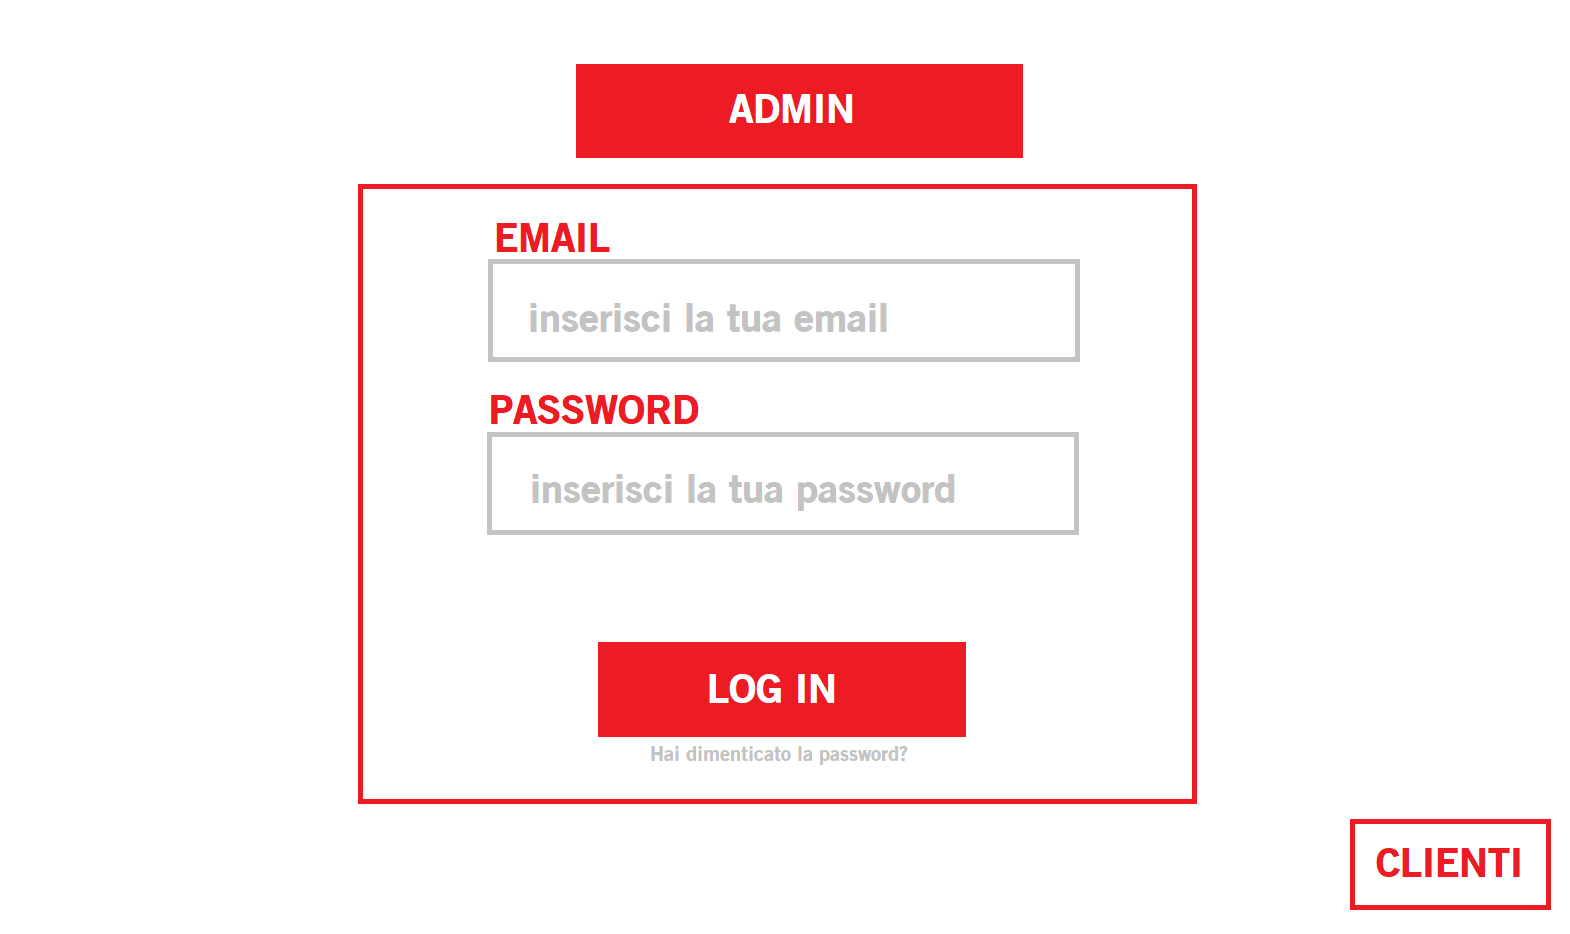 ADMIN
EMAIL
inserisci la tua email
PASSWORD
inserisci la tua password
LOG IN
Hai dimenticato la password?
CLIENTI